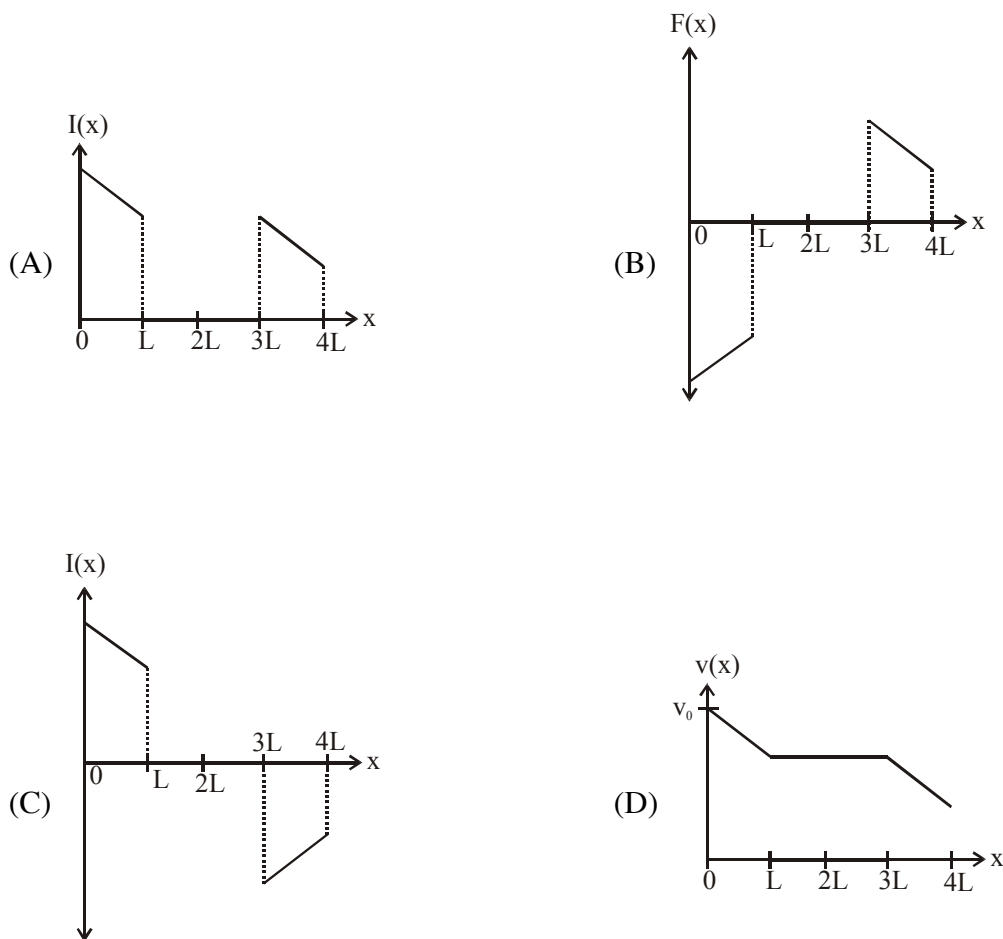 I(x)
(A)
0 L 2L 3L 4L x
F(x)
(B)
0 L 2L 3L 4L x
I(x)
(C)
3L 4L
0 L 2L x
v(x)
v₀
(D)
0 L 2L 3L 4L x